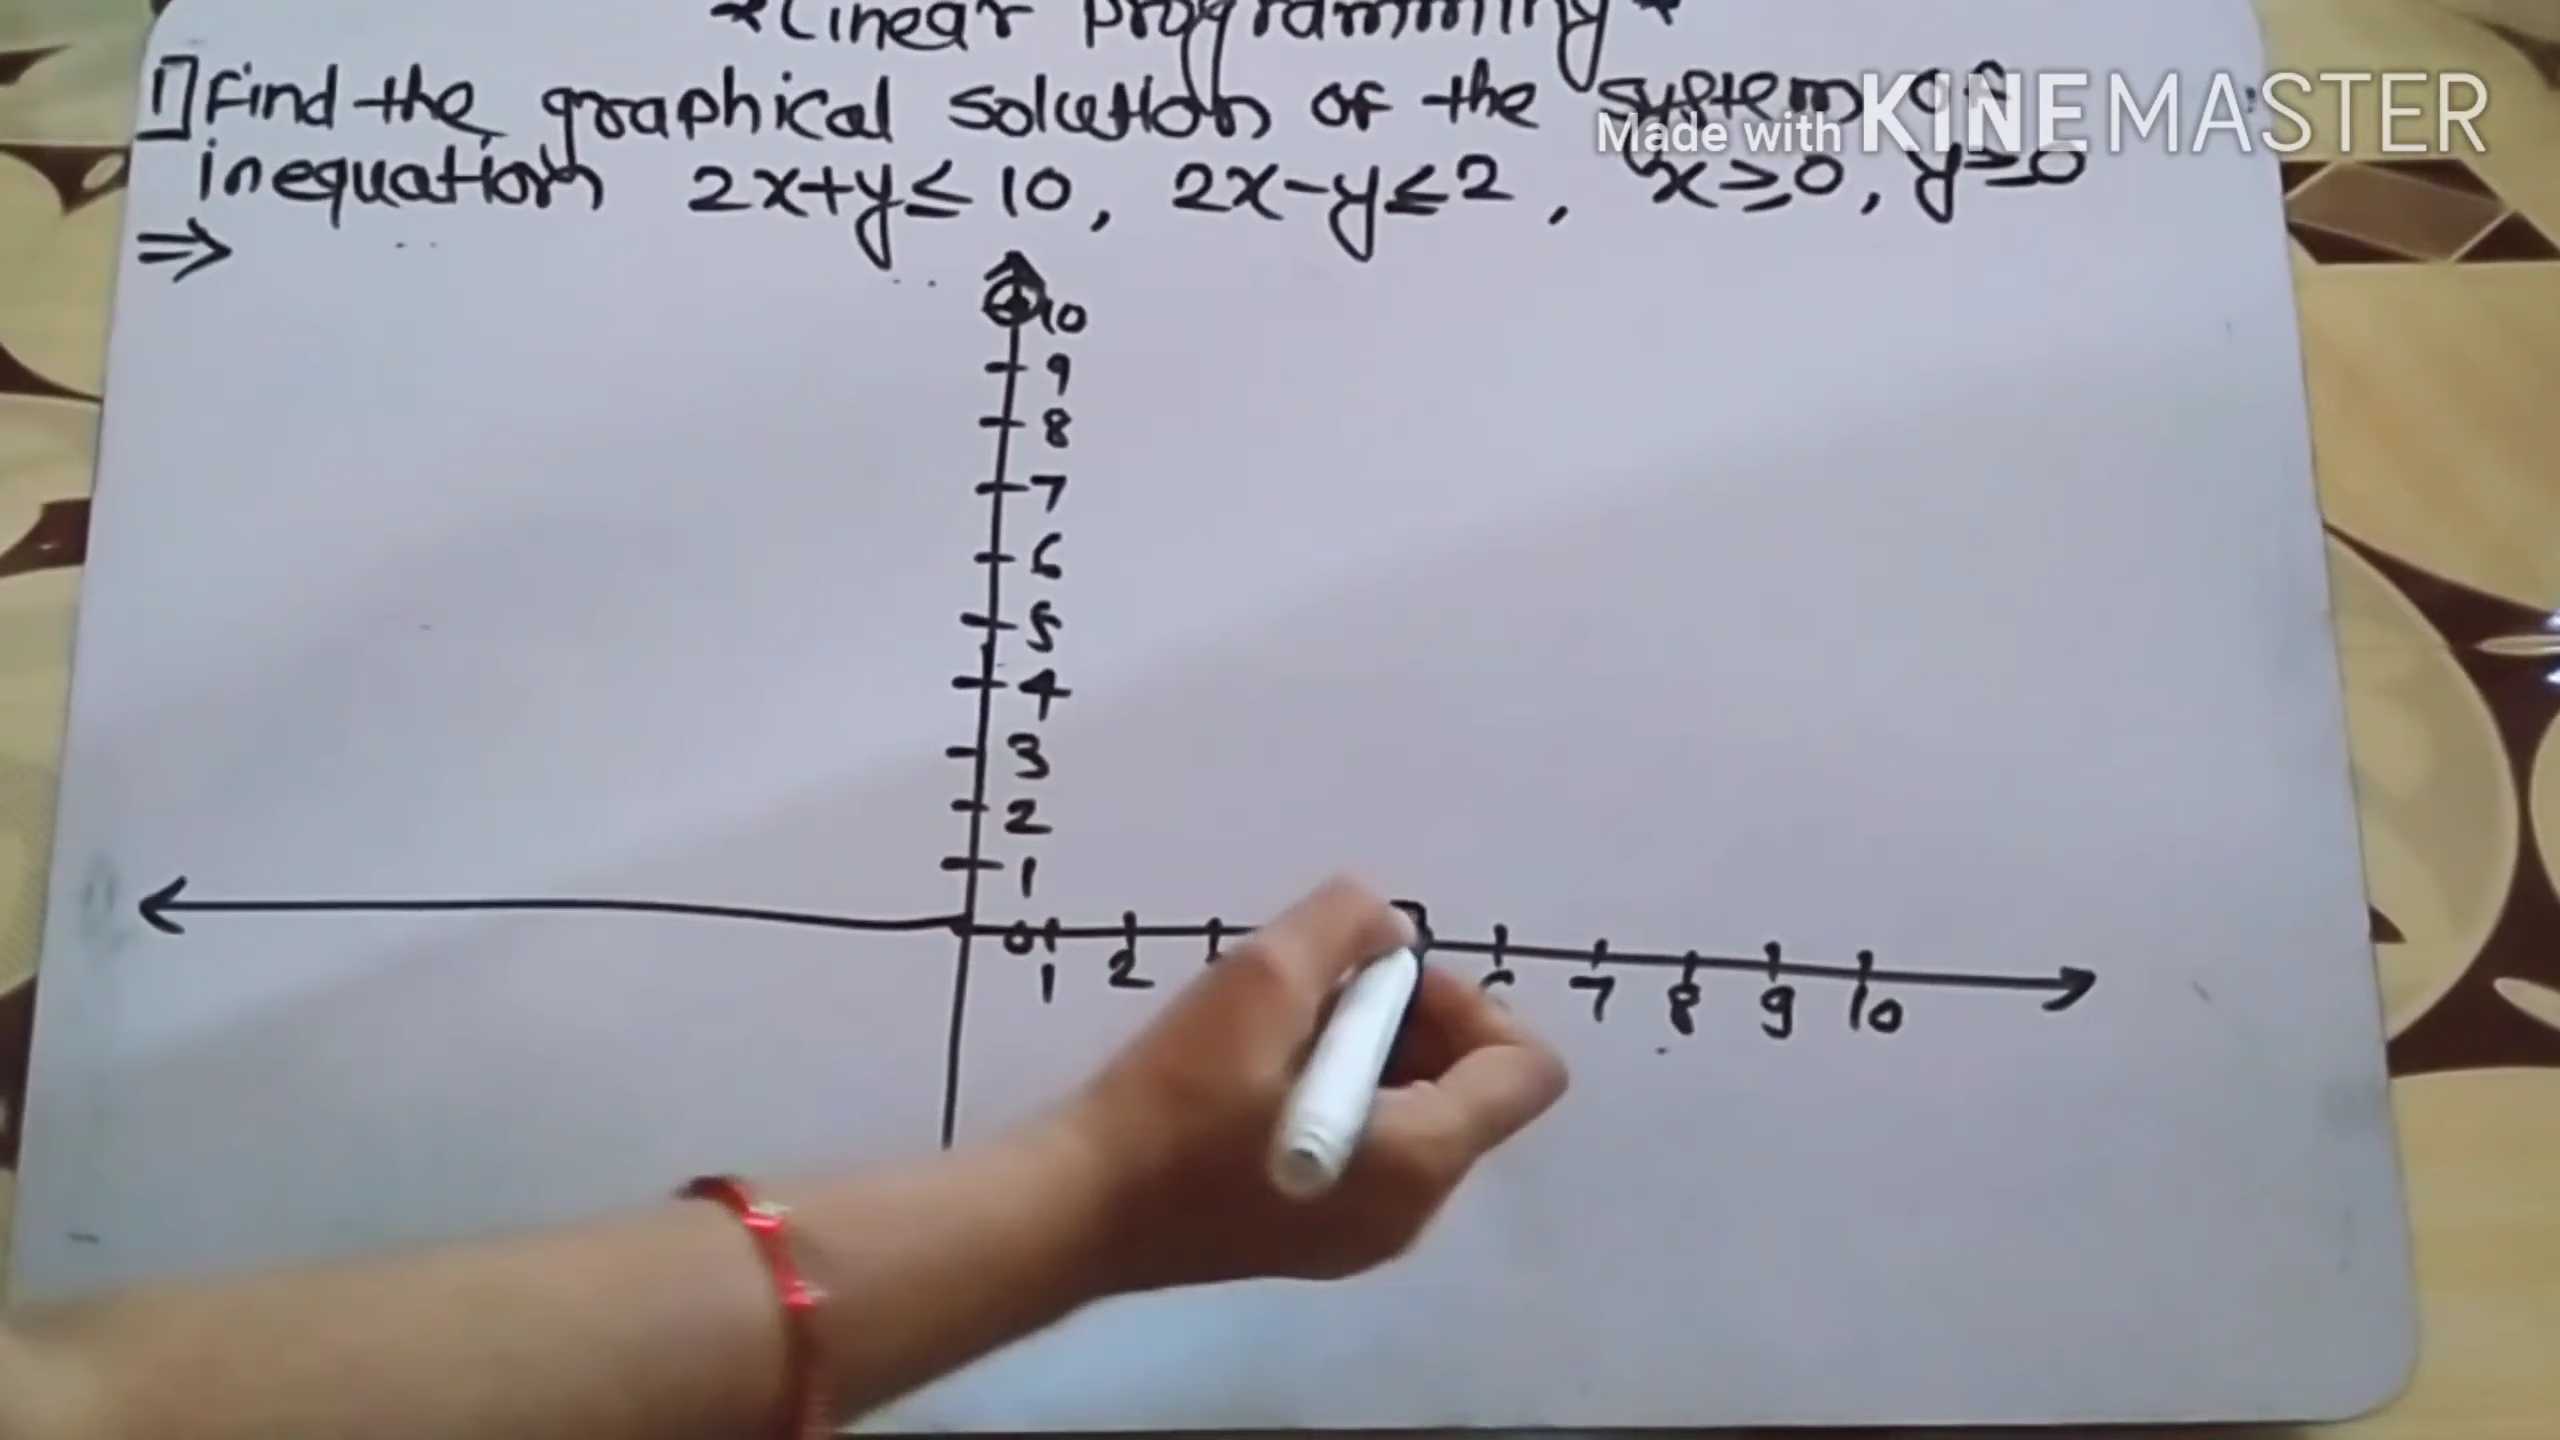 *Linear Programming*
1] Find the graphical solution of the system of
inequation 2x+y≤10, 2x-y≤2, x≥0, y≥0
⇒
Made with KINEMASTER
10
9
8
7
6
5
4
3
2
1
0 1 2 7 8 9 10